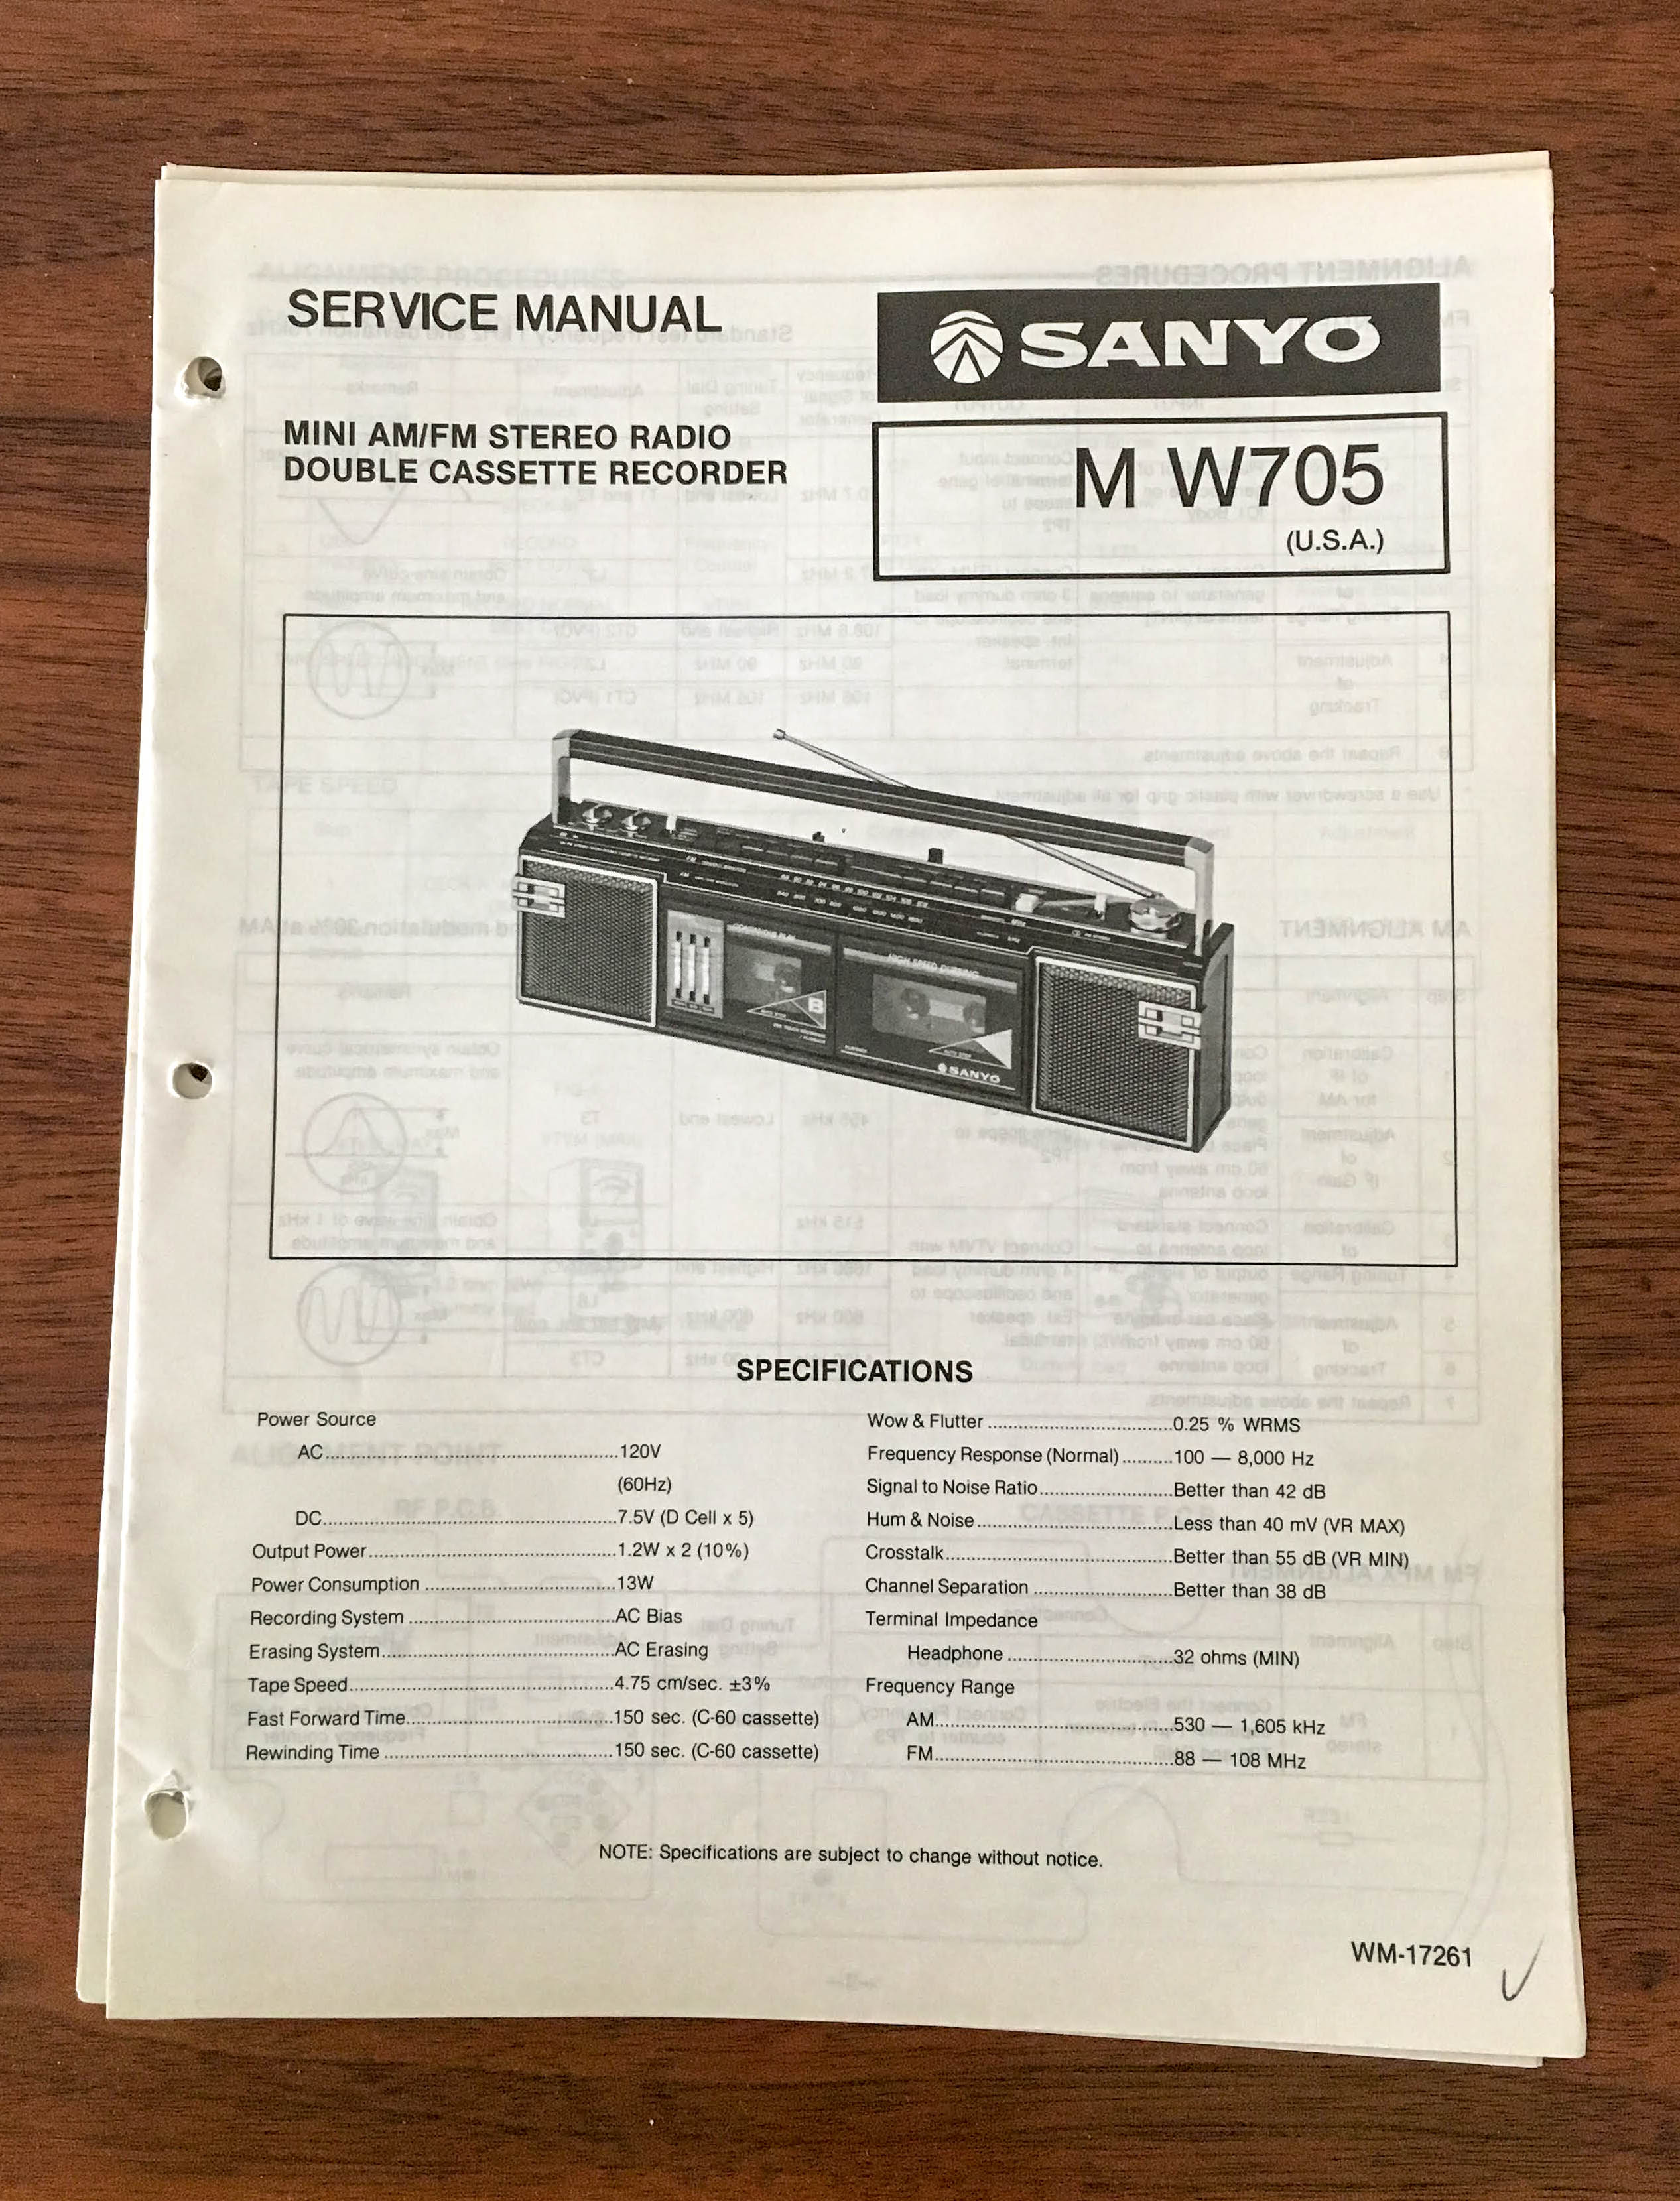 SERVICE MANUAL
SANYO
MINI AM/FM STEREO RADIO
DOUBLE CASSETTE RECORDER
M W705
(U.S.A.)
HIGH SPEED DUBBING
B
SANYO
SPECIFICATIONS
Power Source
AC..........120V
(60Hz)
DC..........7.5V (D Cell x 5)
Output Power..........1.2W x 2 (10%)
Power Consumption..........13W
Recording System..........AC Bias
Erasing System..........AC Erasing
Tape Speed..........4.75 cm/sec. ±3%
Fast Forward Time..........150 sec. (C-60 cassette)
Rewinding Time..........150 sec. (C-60 cassette)
Wow & Flutter..........0.25 % WRMS
Frequency Response (Normal)..........100 — 8,000 Hz
Signal to Noise Ratio..........Better than 42 dB
Hum & Noise..........Less than 40 mV (VR MAX)
Crosstalk..........Better than 55 dB (VR MIN)
Channel Separation..........Better than 38 dB
Terminal Impedance
Headphone..........32 ohms (MIN)
Frequency Range
AM..........530 — 1,605 kHz
FM..........88 — 108 MHz
NOTE: Specifications are subject to change without notice.
WM-17261